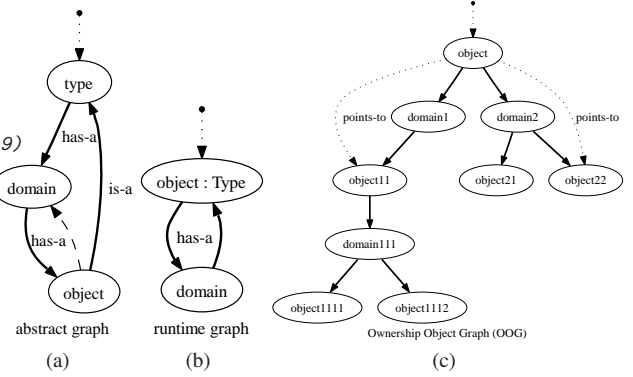 type
has-a
9)
domain
is-a
has-a
object
abstract graph
(a)
object : Type
has-a
domain
runtime graph
(b)
object
points-to
domain1
domain2
points-to
object11
object21
object22
domain111
object1111
object1112
Ownership Object Graph (OOG)
(c)